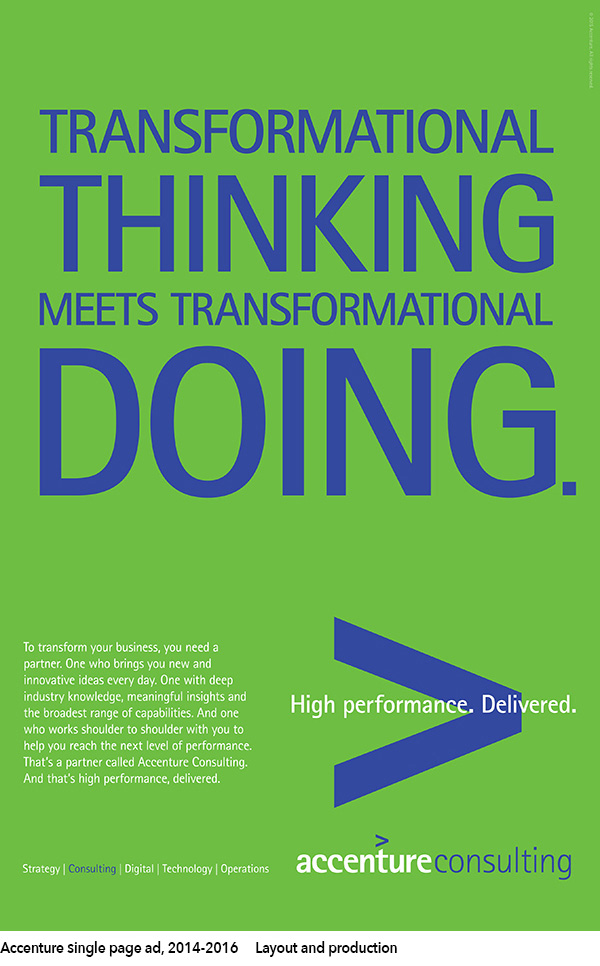 TRANSFORMATIONAL
THINKING
MEETS TRANSFORMATIONAL
DOING.
To transform your business, you need a
partner. One who brings you new and
innovative ideas every day. One with deep
industry knowledge, meaningful insights and
the broadest range of capabilities. And one
who works shoulder to shoulder with you to
help you reach the next level of performance.
That's a partner called Accenture Consulting.
And that's high performance, delivered.
High performance. Delivered.
Strategy | Consulting | Digital | Technology | Operations
accentureconsulting
Accenture single page ad, 2014-2016 Layout and production